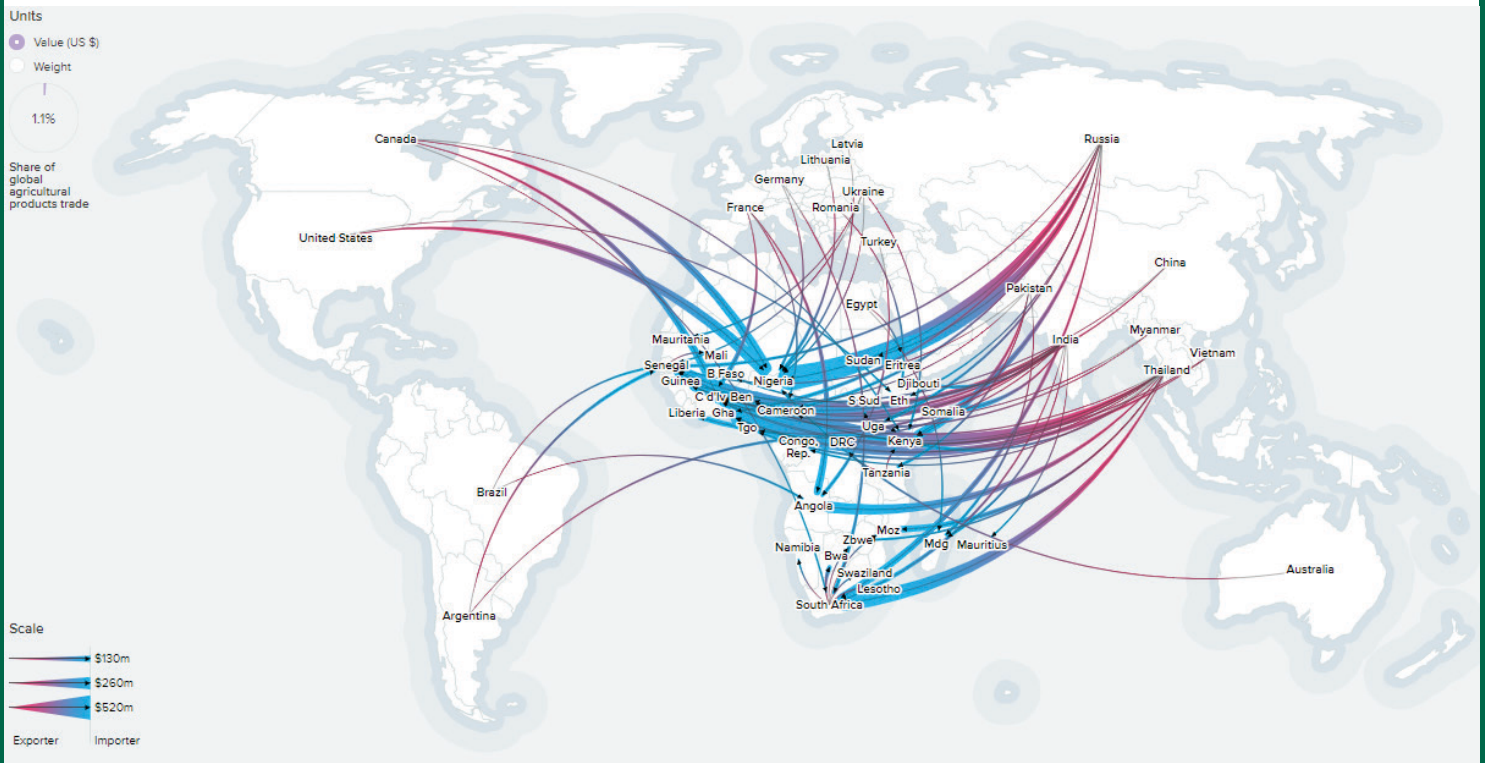 Units
Value (US $)
Weight
1.1%
Share of
global
agricultural
products trade
Canada
United States
Brazil
Argentina
Latvia
Lithuania
Germany
Ukraine
France
Romania
Turkey
Egypt
Russia
China
Pakistan
India
Myanmar
Vietnam
Thailand
Australia
Mauritania
Mali
Senegal
B Faso
Guinea
Nigeria
Sudan
Eritrea
Djibouti
C d'Iv
Ben
S Sud
Eth
Liberia
Gha
Cameroon
Somalia
Tgo
Uga
Congo,
Rep.
DRC
Kenya
Tanzania
Angola
Moz
Zbwe
Mdg
Mauritius
Namibia
Bwa
Swaziland
Lesotho
South Africa
Scale
$130m
$260m
$520m
Exporter
Importer